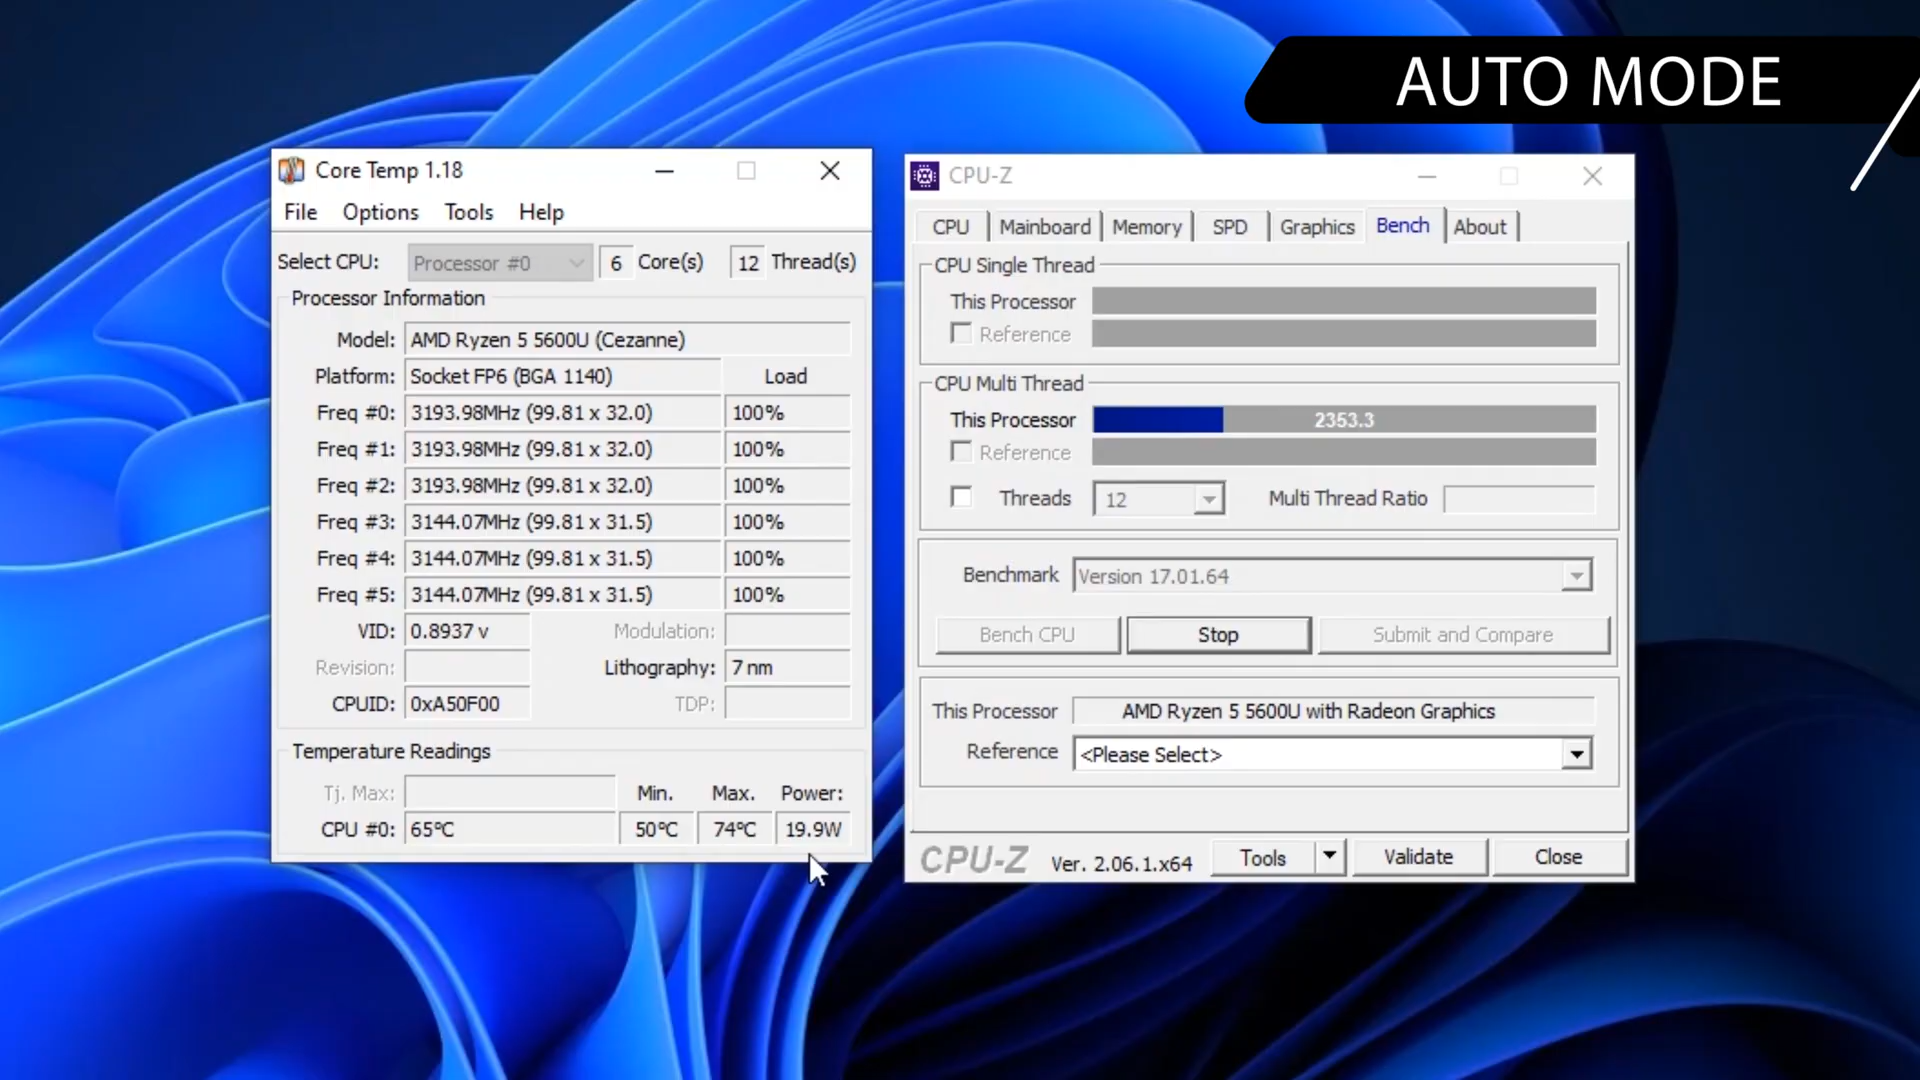 AUTO MODE
Core Temp 1.18
File Options Tools Help
Select CPU: Processor #0 6 Core(s) 12 Thread(s)
Processor Information
Model: AMD Ryzen 5 5600U (Cezanne)
Platform: Socket FP6 (BGA 1140) Load
Freq #0: 3193.98MHz (99.81 x 32.0) 100%
Freq #1: 3193.98MHz (99.81 x 32.0) 100%
Freq #2: 3193.98MHz (99.81 x 32.0) 100%
Freq #3: 3144.07MHz (99.81 x 31.5) 100%
Freq #4: 3144.07MHz (99.81 x 31.5) 100%
Freq #5: 3144.07MHz (99.81 x 31.5) 100%
VID: 0.8937 v Modulation:
Revision: Lithography: 7 nm
CPUID: 0xA50F00 TDP:
Temperature Readings
Tj. Max: Min. Max. Power:
CPU #0: 65°C 50°C 74°C 19.9W
CPU-Z
CPU Mainboard Memory SPD Graphics Bench About
CPU Single Thread
This Processor
Reference
CPU Multi Thread
This Processor 2353.3
Reference
Threads 12 Multi Thread Ratio
Benchmark Version 17.01.64
Bench CPU Stop Submit and Compare
This Processor AMD Ryzen 5 5600U with Radeon Graphics
Reference <Please Select>
CPU-Z Ver. 2.06.1.x64 Tools Validate Close